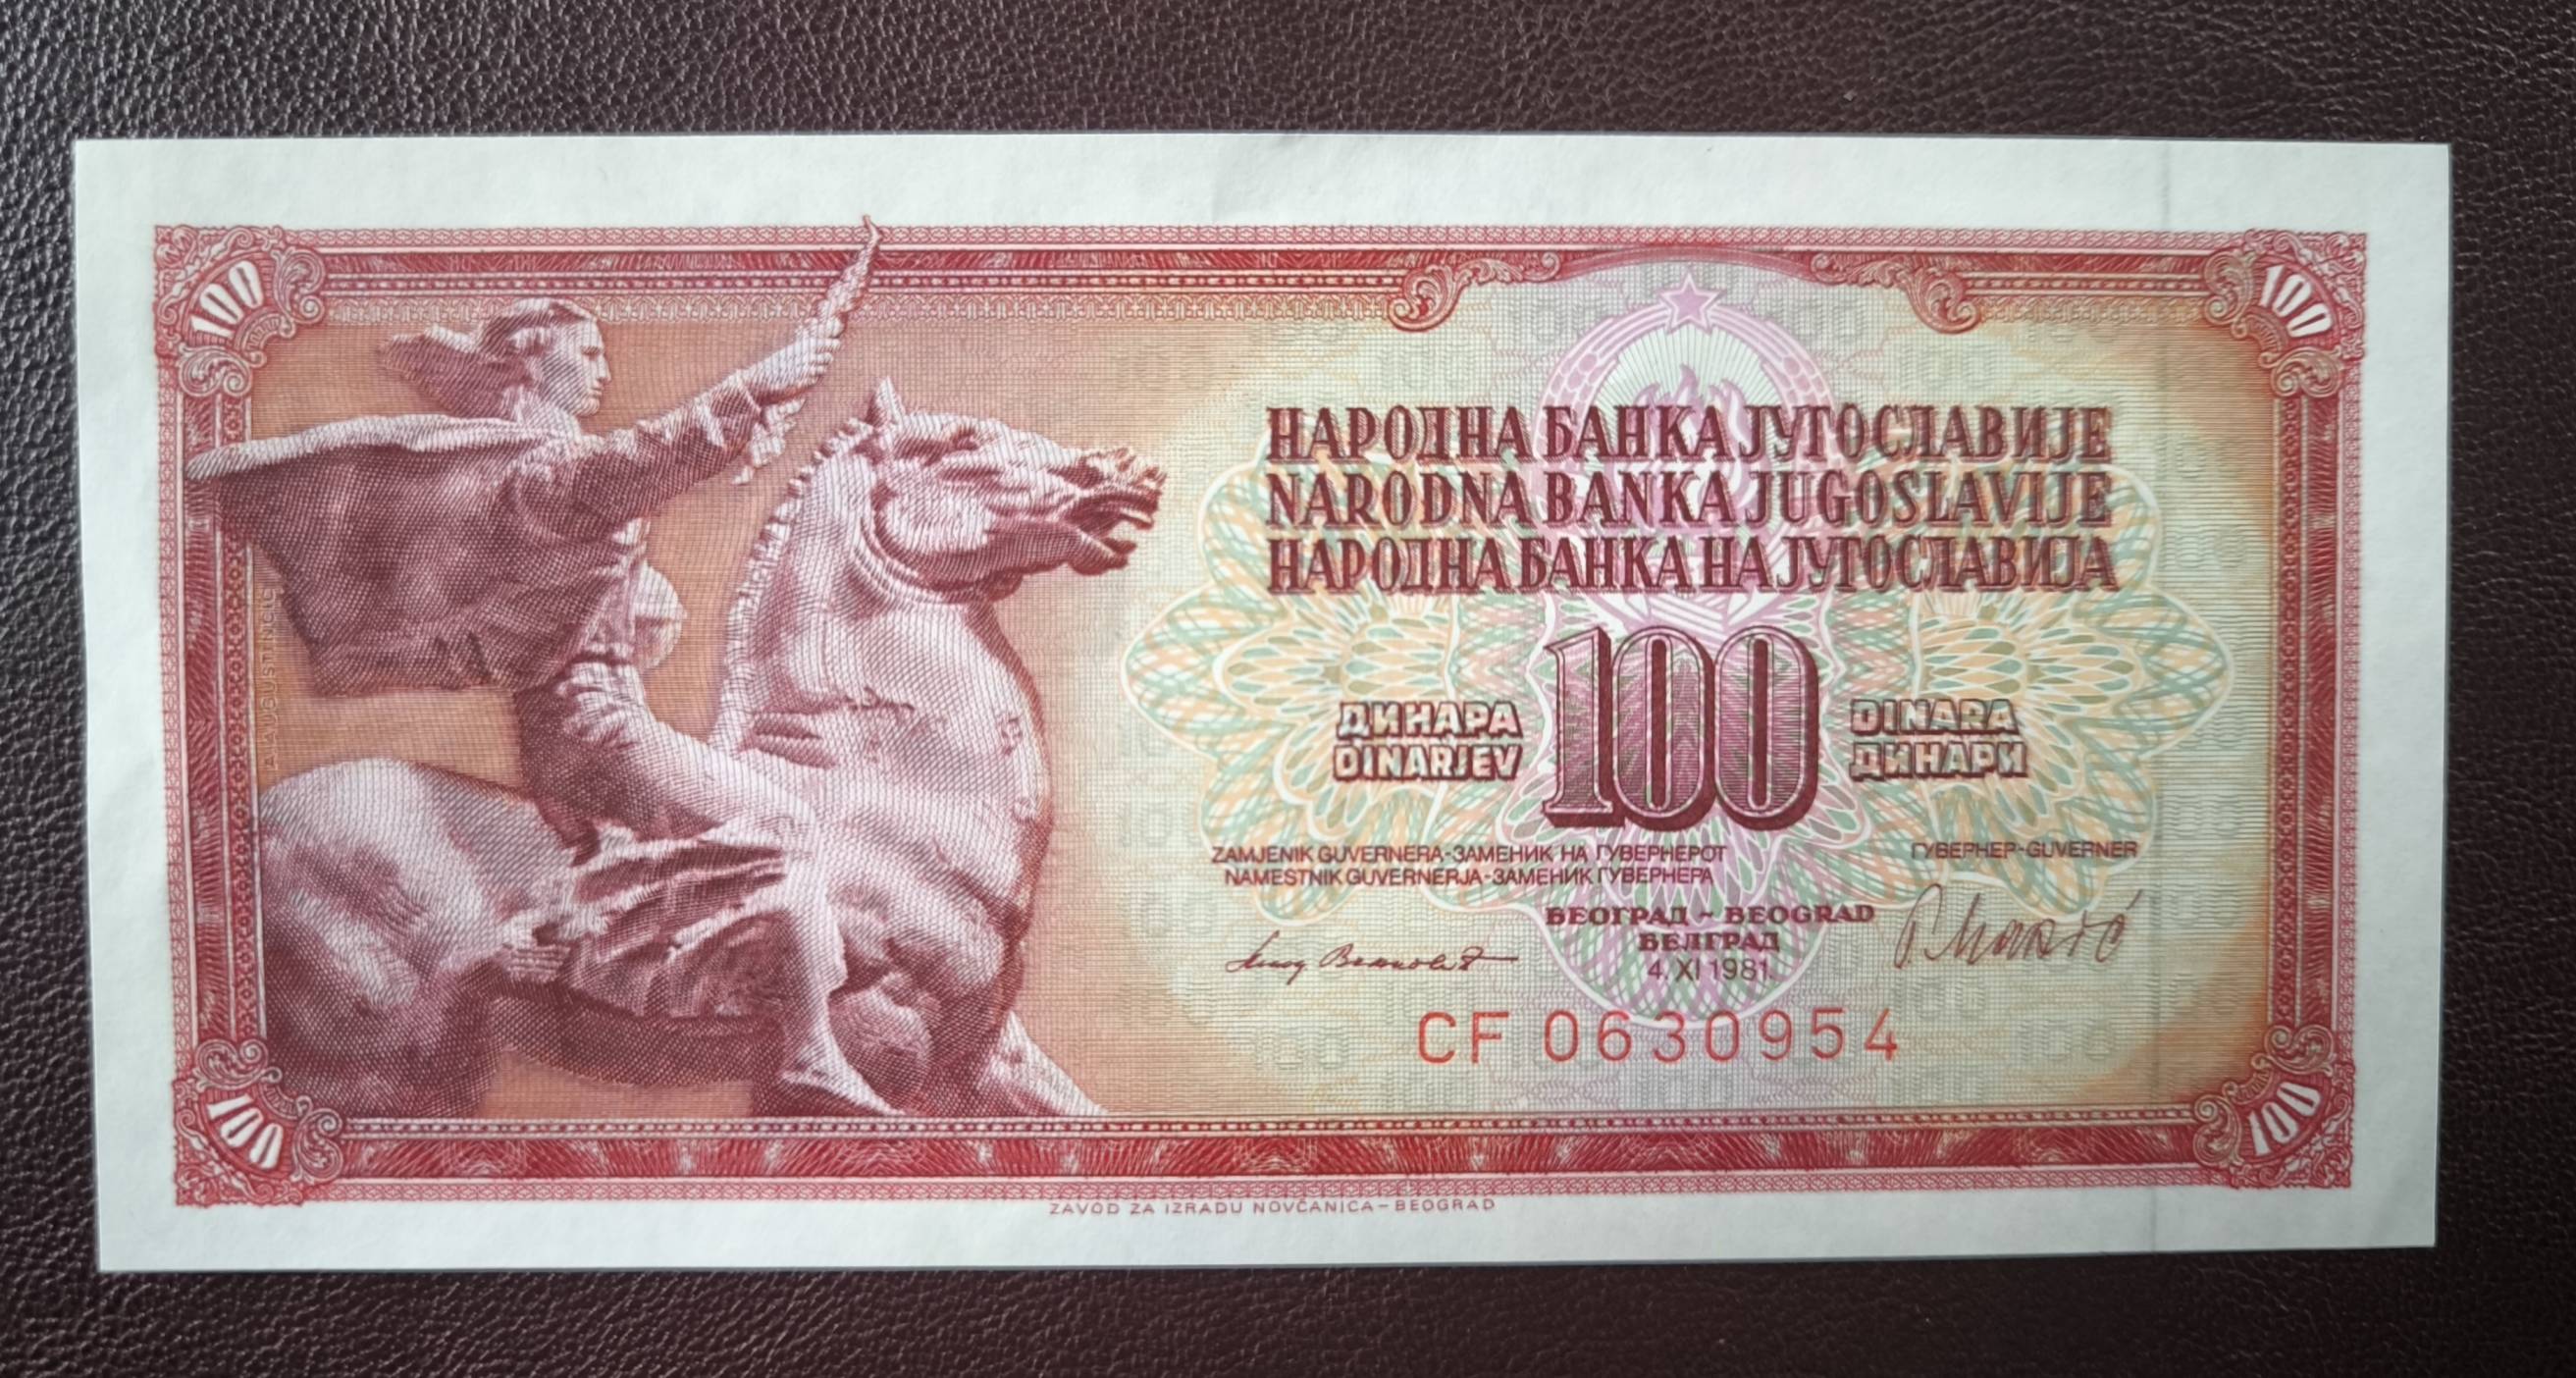 100
100
НАРОДНА БАНКА ЈУГОСЛАВИЈЕ
NARODNA BANKA JUGOSLAVIJE
НАРОДНА БАНКА НА ЈУГОСЛАВИЈА
ДИНАРА
DINARJEV
100
DINARA
ДИНАРИ
ZAMJENIK GUVERNERA-ЗАМЕНИК НА ГУВЕРНЕРОТ
NAMESTNIK GUVERNERJA-ЗАМЕНИК ГУВЕРНЕРА
ГУВЕРНЕР-GUVERNER
БЕОГРАД - BEOGRAD
БЕЛГРАД
4. XI 1981.
CF 0630954
100
100
ZAVOD ZA IZRADU NOVČANICA-BEOGRAD